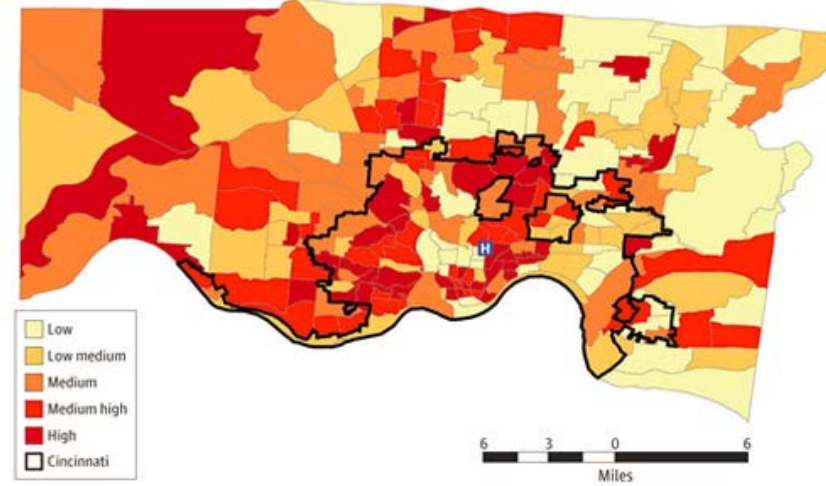 H
Low
Low medium
Medium
Medium high
High
Cincinnati
6 3 0 6
Miles